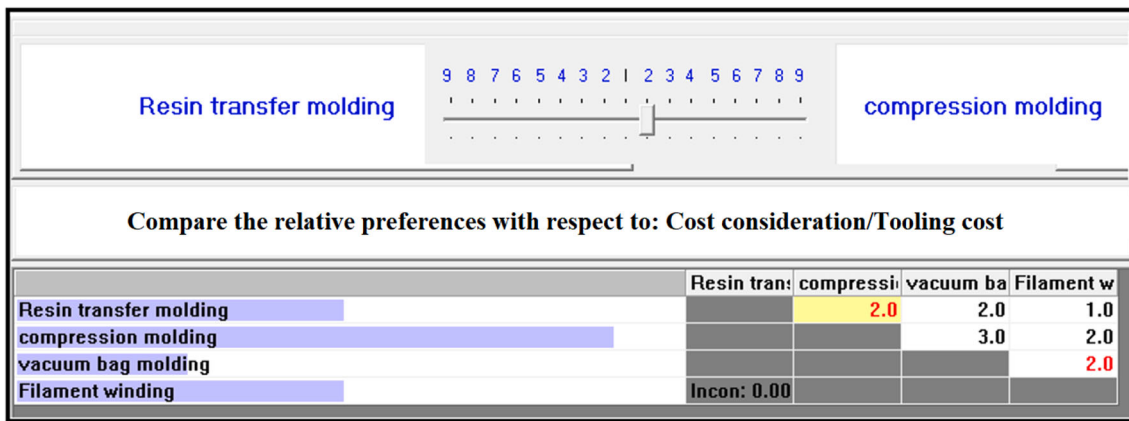 9 8 7 6 5 4 3 2 | 2 3 4 5 6 7 8 9
Resin transfer molding
compression molding
Compare the relative preferences with respect to: Cost consideration/Tooling cost
Resin trans compressi vacuum ba Filament w
Resin transfer molding 2.0 2.0 1.0
compression molding 3.0 2.0
vacuum bag molding 2.0
Filament winding Incon: 0.00